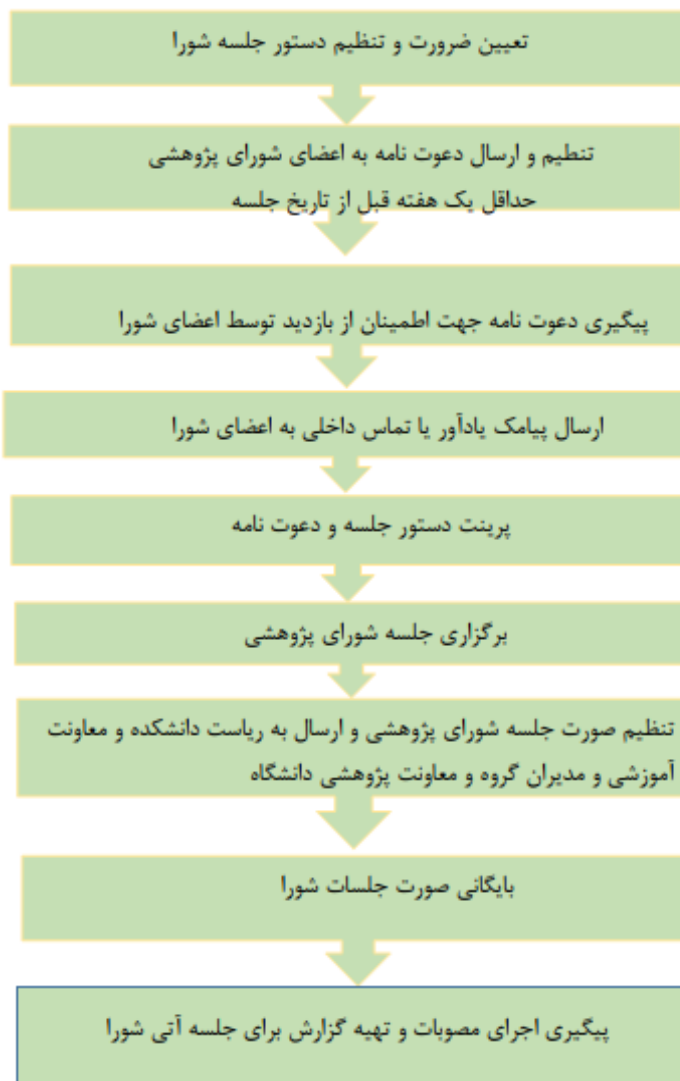 تعیین ضرورت و تنظیم دستور جلسه شورا
تنطیم و ارسال دعوت نامه به اعضای شورای پژوهشی
حداقل یک هفته قبل از تاریخ جلسه
پیگیری دعوت نامه جهت اطمینان از بازدید توسط اعضای شورا
ارسال پیامک یادآور یا تماس داخلی به اعضای شورا
پرینت دستور جلسه و دعوت نامه
برگزاری جلسه شورای پژوهشی
تنظیم صورت جلسه شورای پژوهشی و ارسال به ریاست دانشکده و معاونت
آموزشی و مدیران گروه و معاونت پژوهشی دانشگاه
بایگانی صورت جلسات شورا
پیگیری اجرای مصوبات و تهیه گزارش برای جلسه آتی شورا